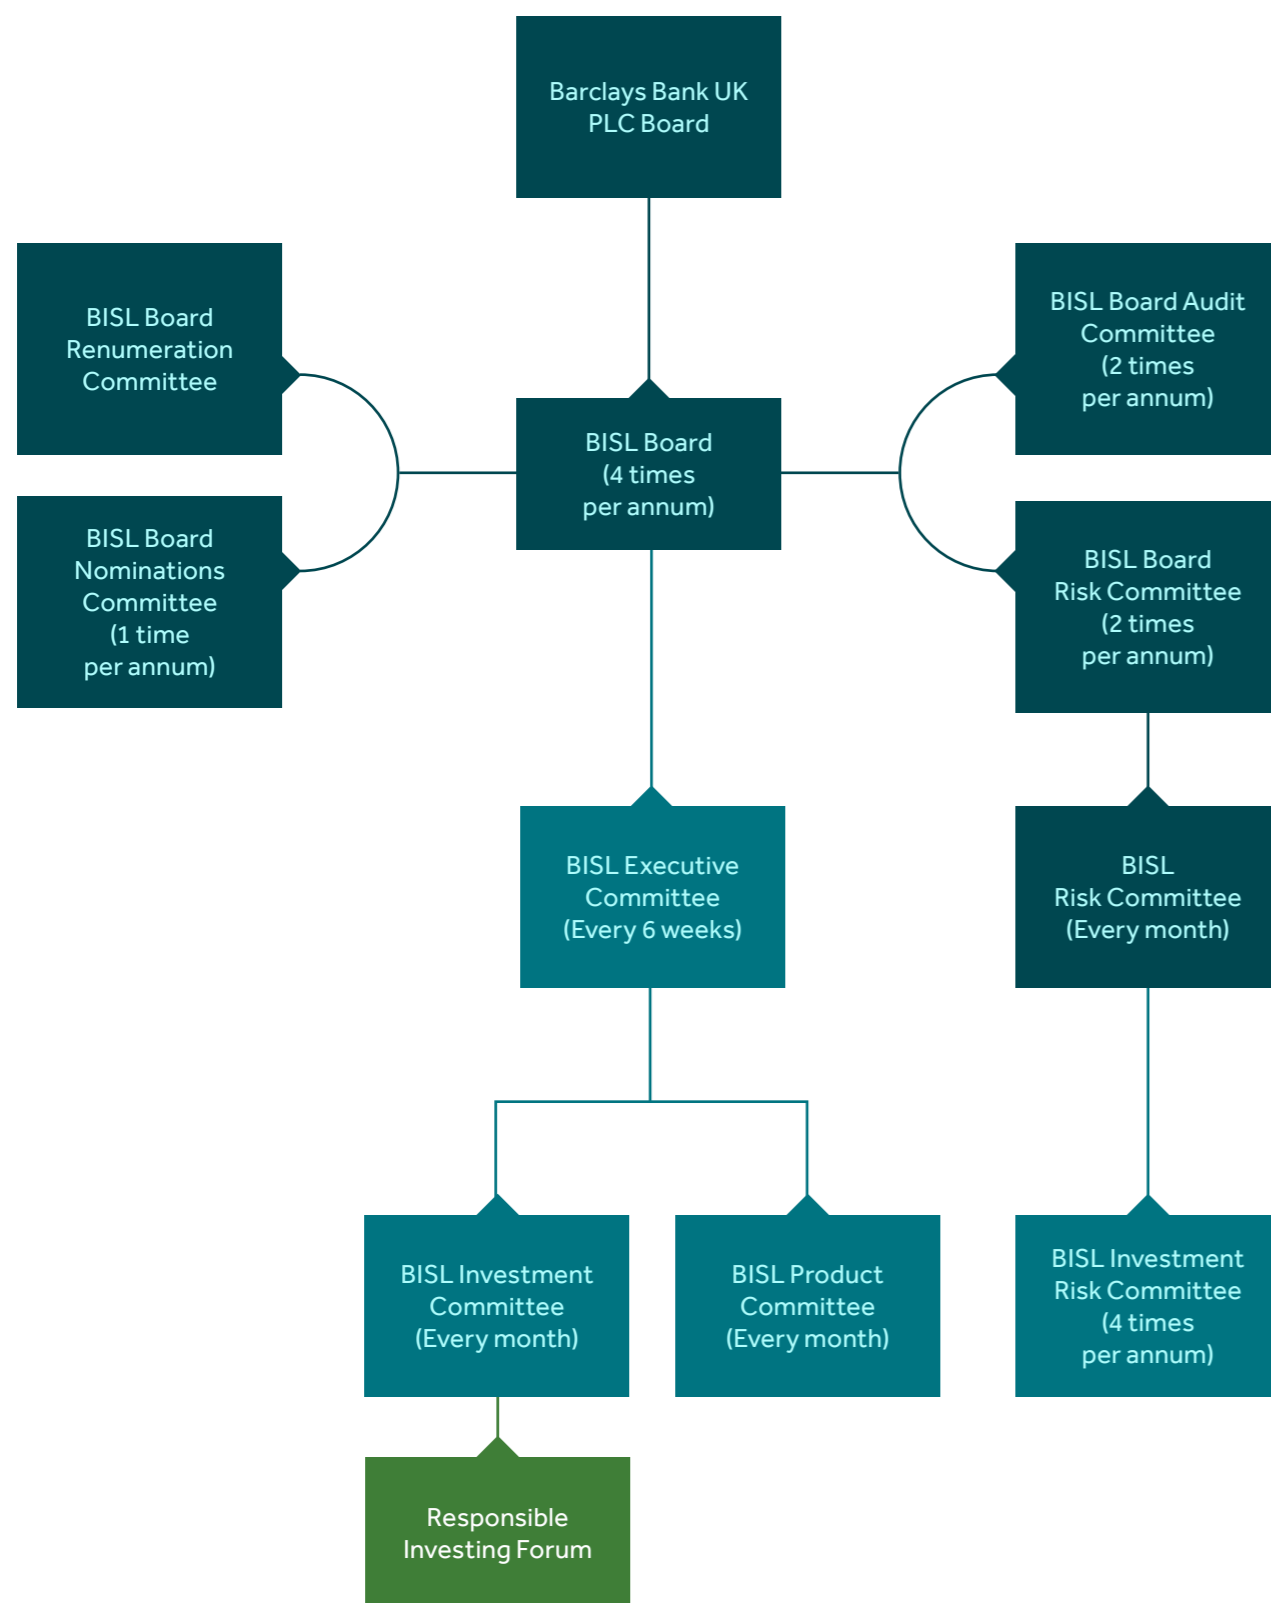 Barclays Bank UK
PLC Board
BISL Board
Renumeration
Committee
BISL Board Audit
Committee
(2 times
per annum)
BISL Board
(4 times
per annum)
BISL Board
Nominations
Committee
(1 time
per annum)
BISL Board
Risk Committee
(2 times
per annum)
BISL Executive
Committee
(Every 6 weeks)
BISL
Risk Committee
(Every month)
BISL Investment
Committee
(Every month)
BISL Product
Committee
(Every month)
BISL Investment
Risk Committee
(4 times
per annum)
Responsible
Investing Forum